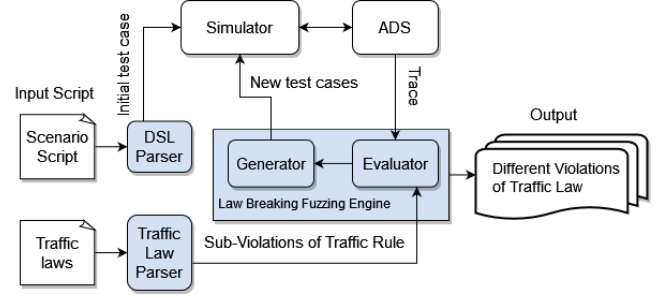 Initial test case
Simulator
ADS
Trace
New test cases
Input Script
Scenario
Script
DSL
Parser
Generator
Evaluator
Law Breaking Fuzzing Engine
Output
Different Violations
of Traffic Law
Traffic
laws
Traffic
Law
Parser
Sub-Violations of Traffic Rule